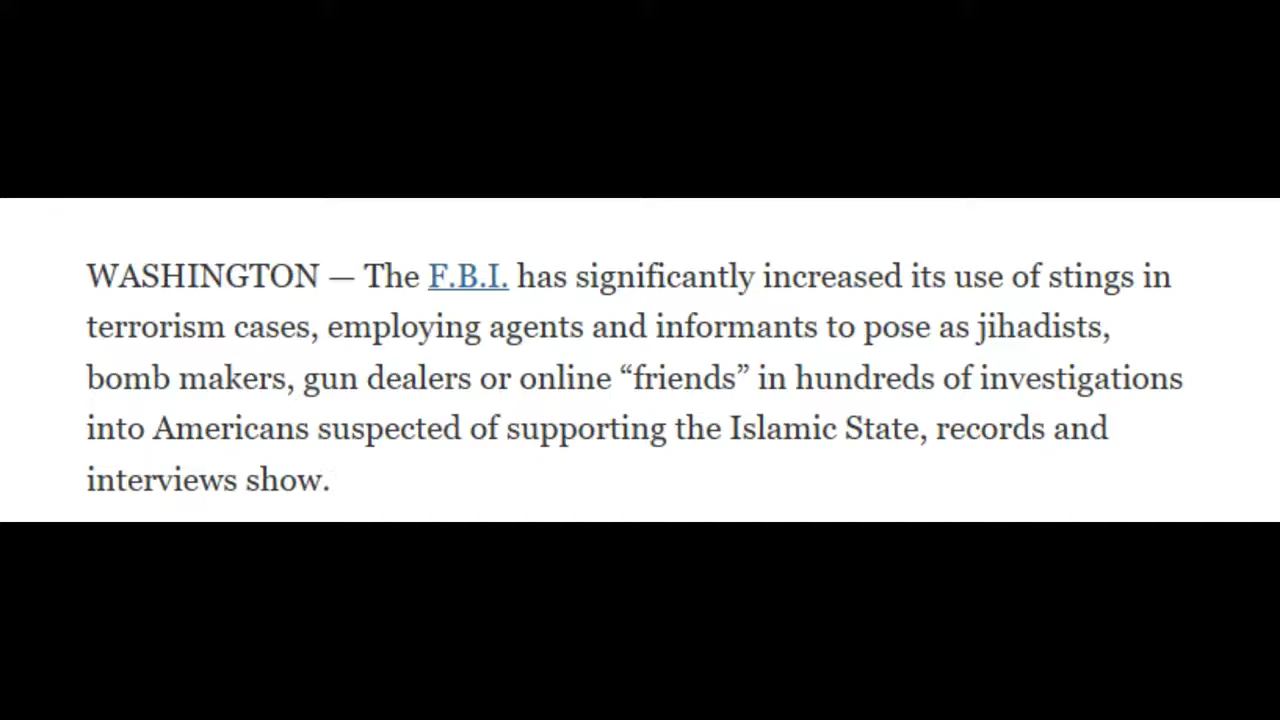 WASHINGTON — The F.B.I. has significantly increased its use of stings in
terrorism cases, employing agents and informants to pose as jihadists,
bomb makers, gun dealers or online “friends” in hundreds of investigations
into Americans suspected of supporting the Islamic State, records and
interviews show.